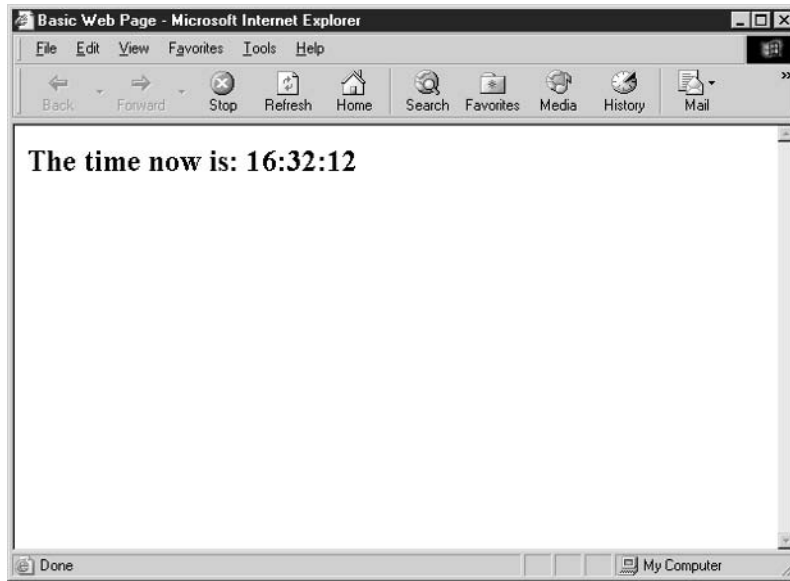 Basic Web Page - Microsoft Internet Explorer
File Edit View Favorites Tools Help
Back Forward Stop Refresh Home Search Favorites Media History Mail »
The time now is: 16:32:12
Done My Computer